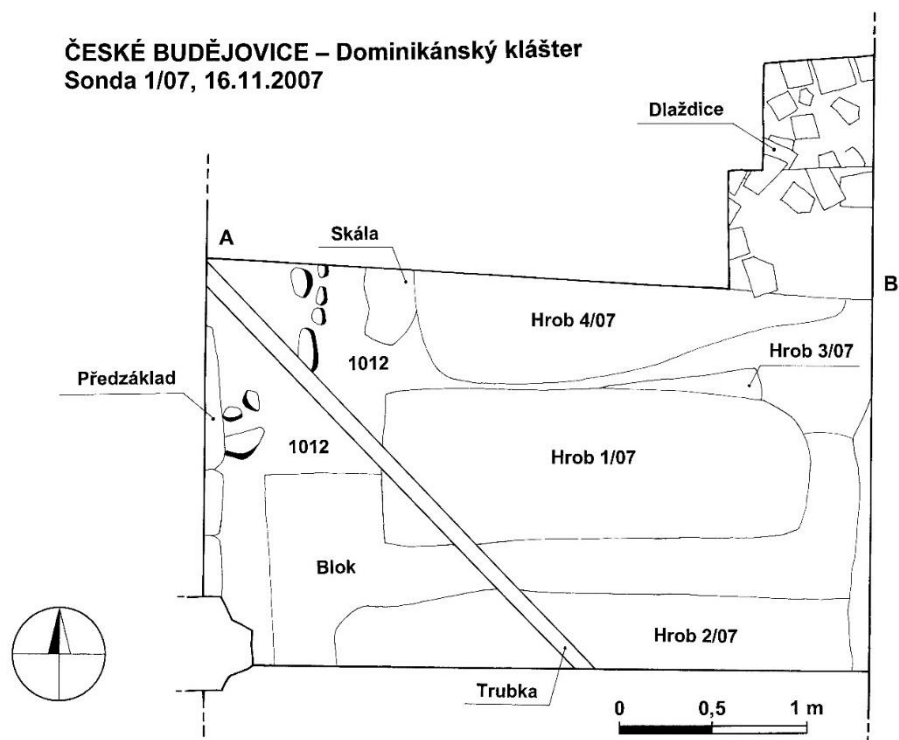 ČESKÉ BUDĚJOVICE – Dominikánský klášter
Sonda 1/07, 16.11.2007
Dlaždice
A
Skála
B
Hrob 4/07
Hrob 3/07
1012
Předzáklad
1012
Hrob 1/07
Blok
Hrob 2/07
Trubka
0 0,5 1 m